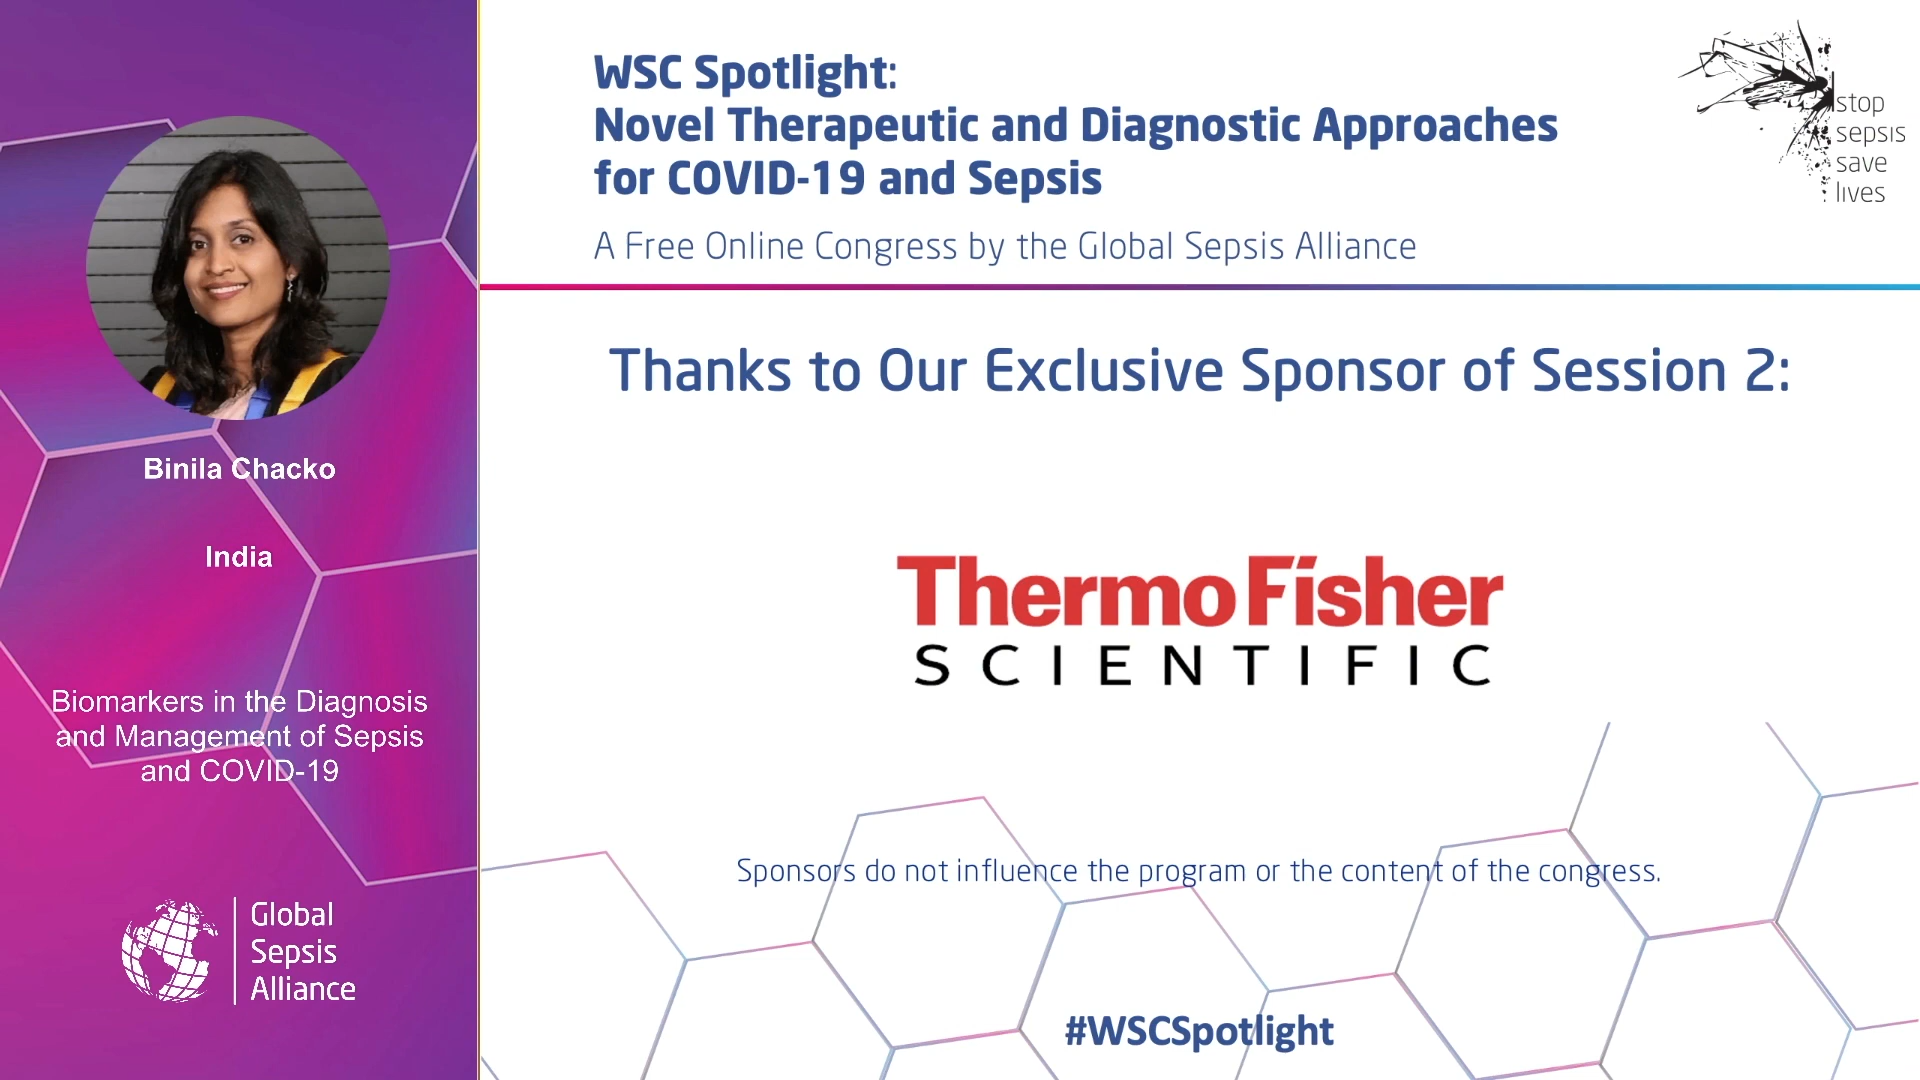 Binila Chacko
India
Biomarkers in the Diagnosis
and Management of Sepsis
and COVID-19
Global
Sepsis
Alliance
WSC Spotlight:
Novel Therapeutic and Diagnostic Approaches
for COVID-19 and Sepsis
A Free Online Congress by the Global Sepsis Alliance
stop
sepsis
save
lives
Thanks to Our Exclusive Sponsor of Session 2:
ThermoFisher
SCIENTIFIC
Sponsors do not influence the program or the content of the congress.
#WSCSpotlight